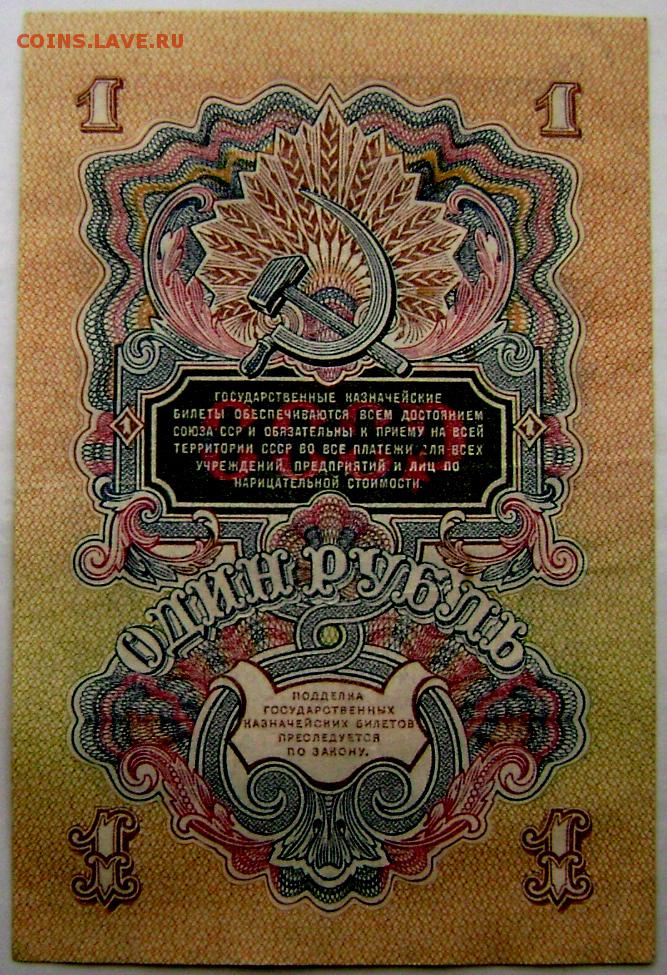 COINS.LAVE.RU
1 1
ГОСУДАРСТВЕННЫЕ КАЗНАЧЕЙСКИЕ
БИЛЕТЫ ОБЕСПЕЧИВАЮТСЯ ВСЕМ ДОСТОЯНИЕМ
СОЮЗА ССР И ОБЯЗАТЕЛЬНЫ К ПРИЕМУ НА ВСЕЙ
ТЕРРИТОРИИ СССР ВО ВСЕ ПЛАТЕЖИ ДЛЯ ВСЕХ
УЧРЕЖДЕНИЙ, ПРЕДПРИЯТИЙ И ЛИЦ ПО
НАРИЦАТЕЛЬНОЙ СТОИМОСТИ.
1 1
ОДИН РУБЛЬ
ПОДДЕЛКА
ГОСУДАРСТВЕННЫХ
КАЗНАЧЕЙСКИХ БИЛЕТОВ
ПРЕСЛЕДУЕТСЯ
ПО ЗАКОНУ.
1 1